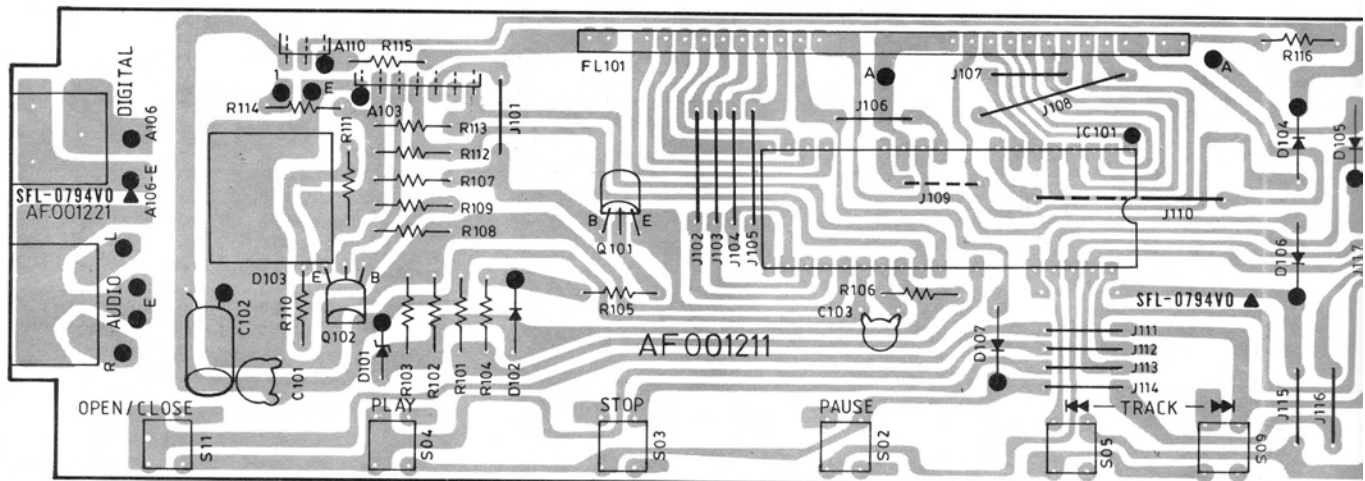 DIGITAL
A106
A106-E
SFL-0794V0
AF001221
L
AUDIO
E
R
A110
R115
1
E
R114
A103
R111
R113
R112
R107
R109
R108
J101
FL101
A
J106
J107
J108
A
R116
IC101
D104
D105
J109
J110
B
E
Q101
J102
J103
J104
J105
D103
E
B
C102
R110
Q102
D101
C101
R103
R102
R101
R104
D102
R105
AF001211
R106
C103
D107
SFL-0794V0
D106
J117
J111
J112
J113
J114
J115
J116
OPEN/CLOSE
PLAY
STOP
PAUSE
TRACK
S11
S04
S03
S02
S05
S09